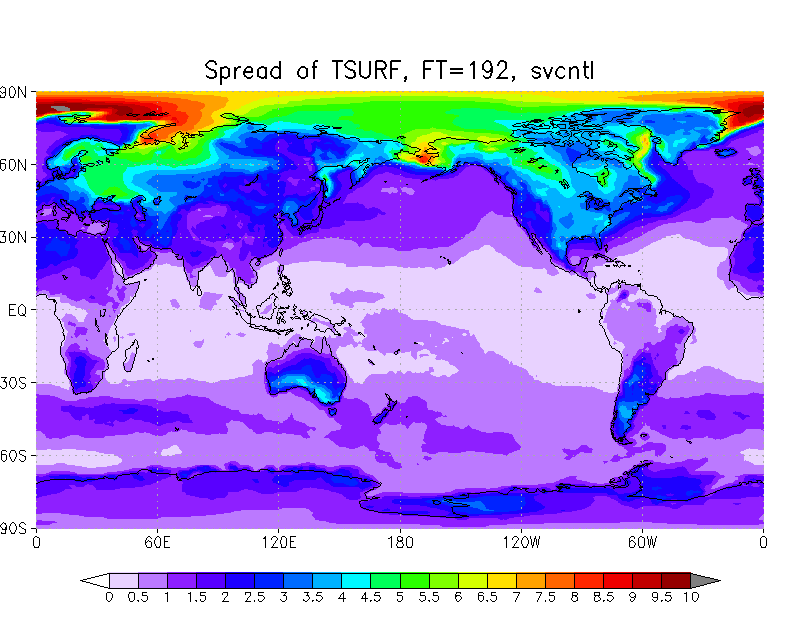 Spread of TSURF, FT=192, svcntl
90N
60N
30N
EQ
30S
60S
90S
0 60E 120E 180 120W 60W 0
0 0.5 1 1.5 2 2.5 3 3.5 4 4.5 5 5.5 6 6.5 7 7.5 8 8.5 9 9.5 10